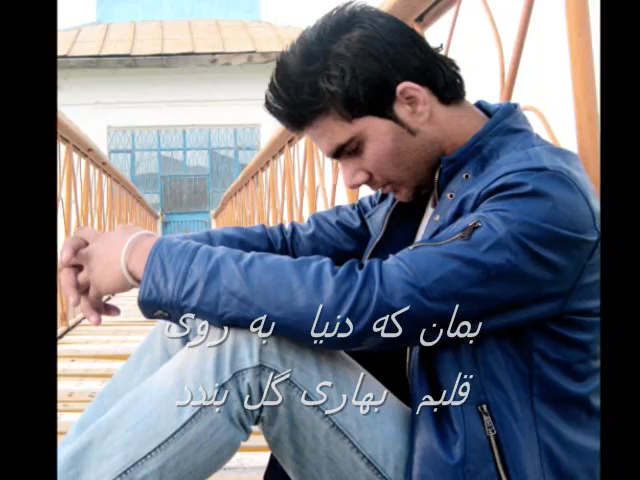 بمان که دنیا به روی
قلبم بهاری گل بندد